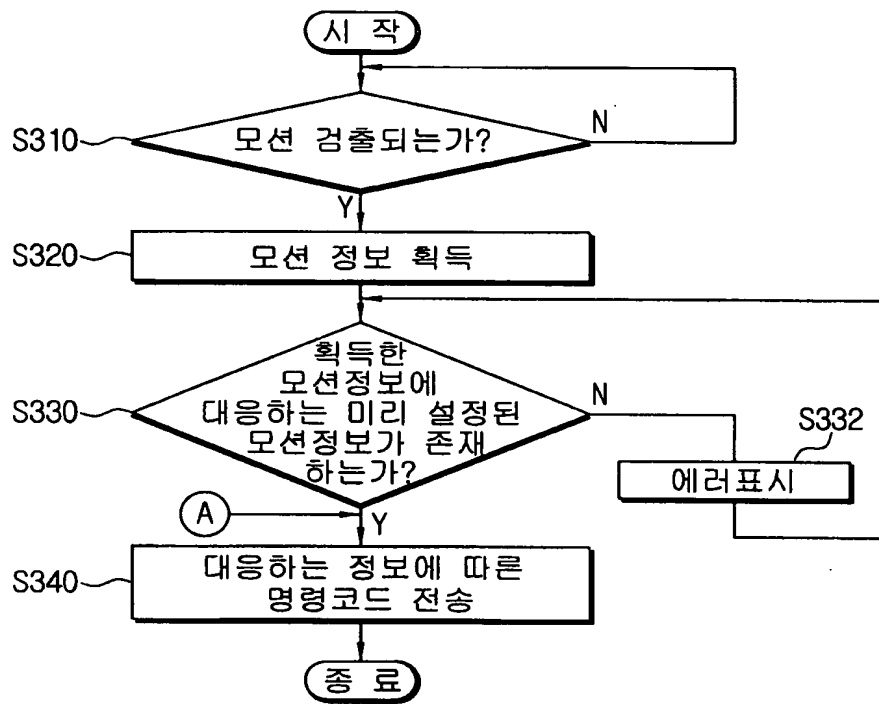 시 작
S310
모션 검출되는가?
N
Y
S320
모션 정보 획득
S330
획득한
모션정보에
대응하는 미리 설정된
모션정보가 존재
하는가?
N
S332
에러표시
A
Y
S340
대응하는 정보에 따른
명령코드 전송
종 료